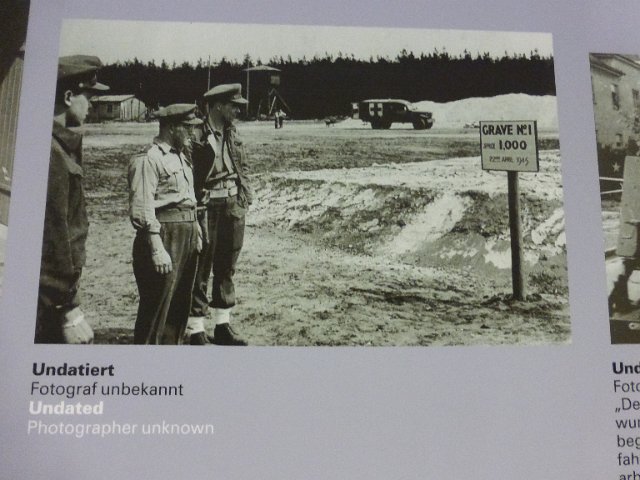 GRAVE No 1
1,000
22ND APRIL 1945
Undatiert
Fotograf unbekannt
Undated
Photographer unknown
Und
Foto
„De
wur
beg
fah
arb